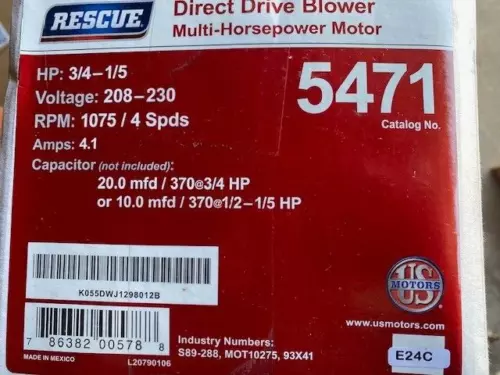 RESCUE
Direct Drive Blower
Multi-Horsepower Motor
HP: 3/4–1/5
Voltage: 208–230
RPM: 1075 / 4 Spds
Amps: 4.1
5471
Catalog No.
Capacitor (not included):
20.0 mfd / 370@3/4 HP
or 10.0 mfd / 370@1/2–1/5 HP
K055DWJ1298012B
US
MOTORS
www.usmotors.com
7 86382 00578 8
MADE IN MEXICO
L20790106
Industry Numbers:
S89-288, MOT10275, 93X41
E24C